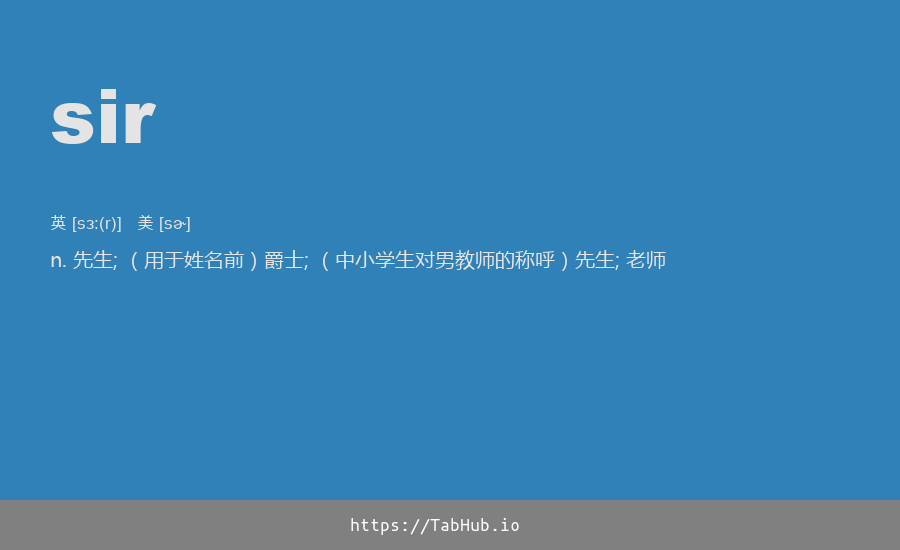 sir
英 [sɜː(r)] 美 [sɚ]
n. 先生; （用于姓名前）爵士; （中小学生对男教师的称呼）先生; 老师
https://TabHub.io